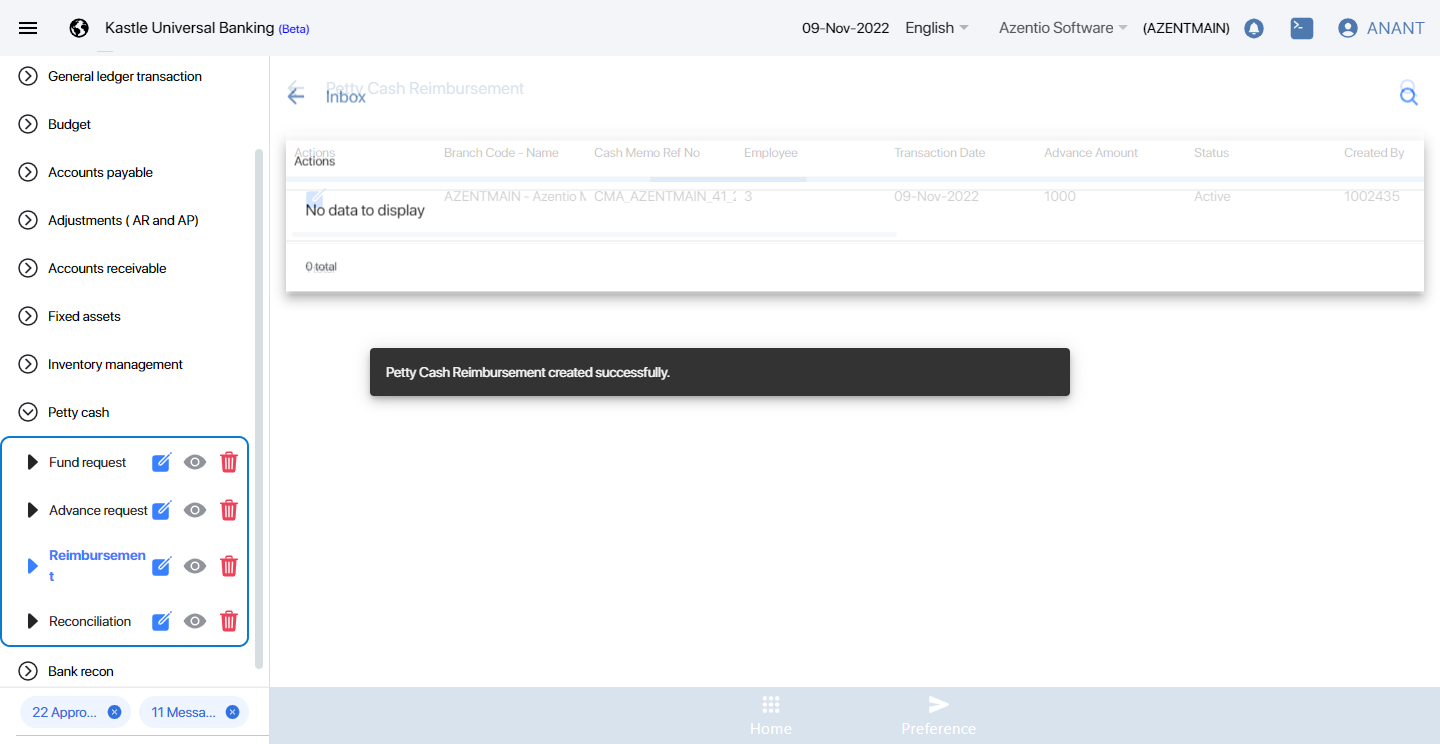 Kastle Universal Banking (Beta)
09-Nov-2022 English Azentio Software (AZENTMAIN) ANANT
General ledger transaction
Budget
Accounts payable
Adjustments ( AR and AP)
Accounts receivable
Fixed assets
Inventory management
Petty cash
Fund request
Advance request
Reimbursemen
t
Reconciliation
Bank recon
22 Appro... 11 Messa...
Petty Cash Reimbursement
Inbox
Actions Branch Code - Name Cash Memo Ref No Employee Transaction Date Advance Amount Status Created By
Actions
AZENTMAIN - Azentio M CMA_AZENTMAIN_41_2 3 09-Nov-2022 1000 Active 1002435
No data to display
0 total
Petty Cash Reimbursement created successfully.
Home Preference